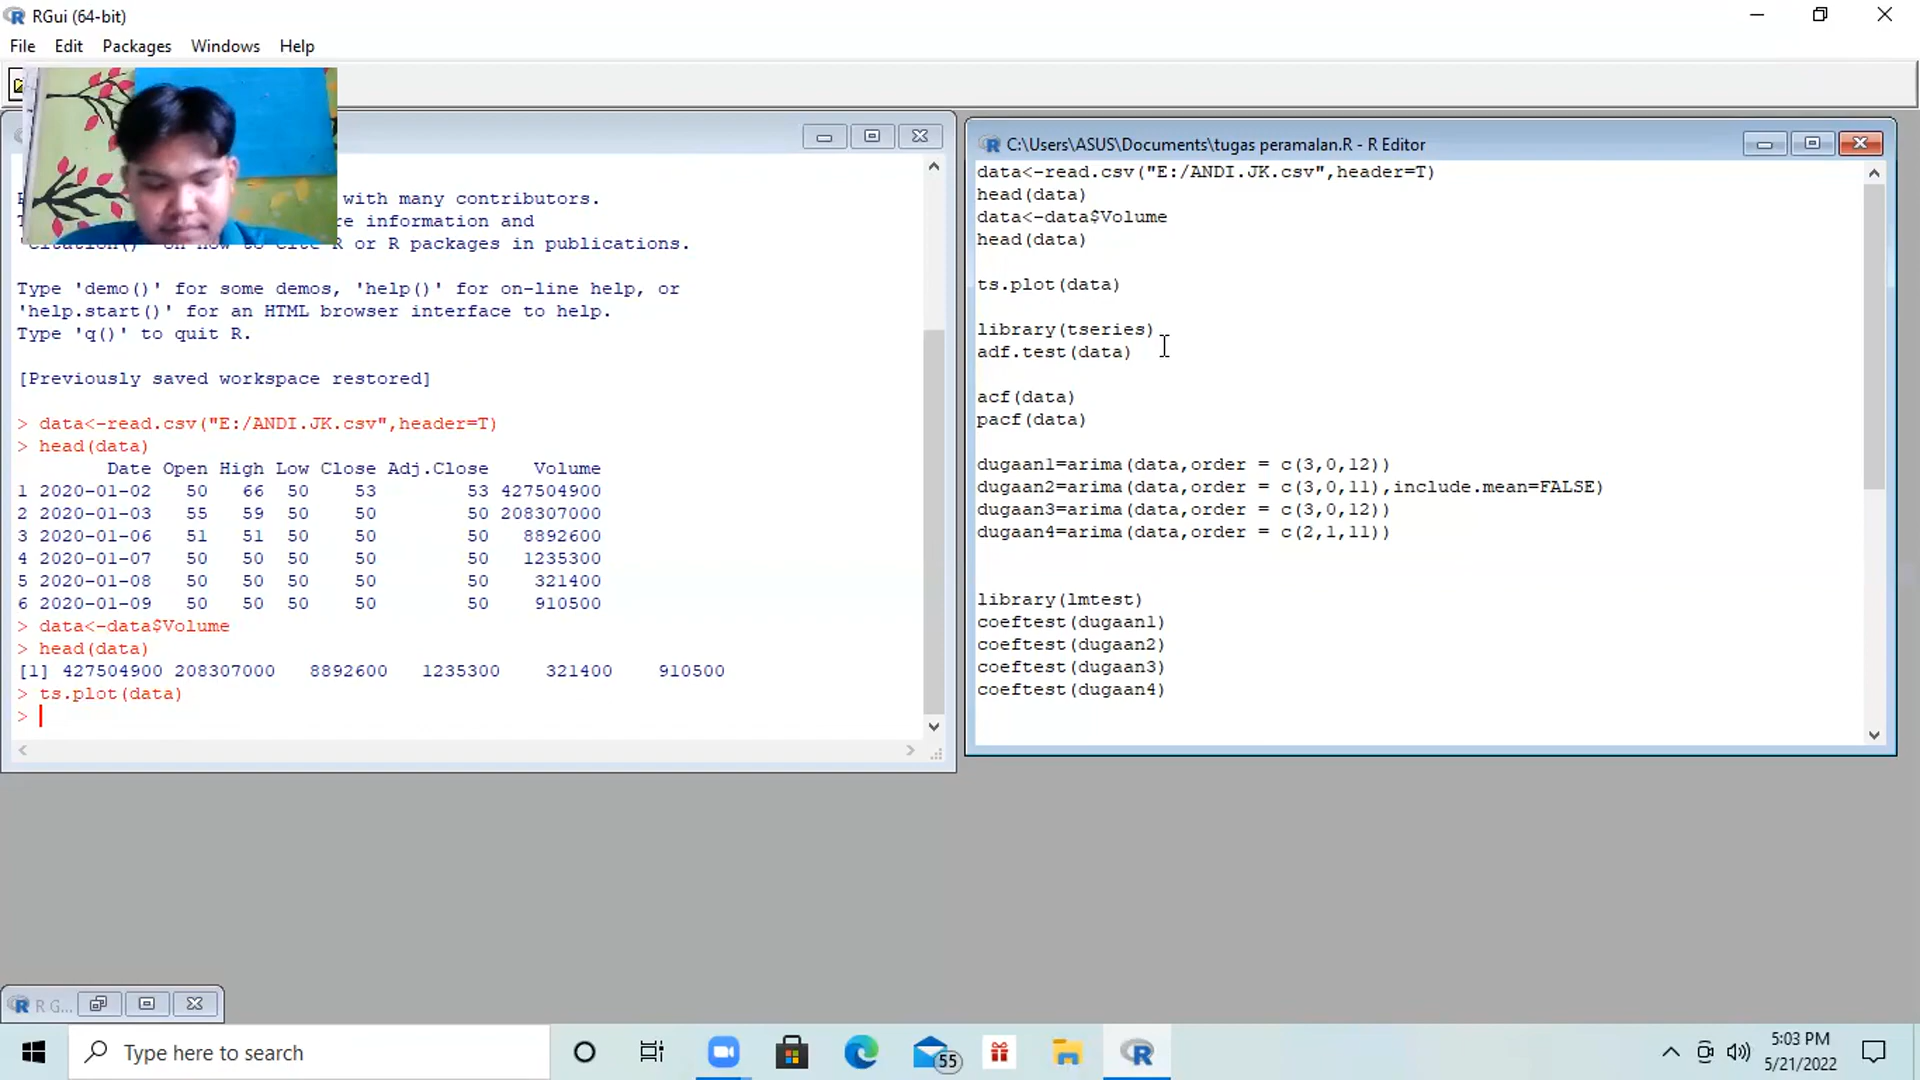 RGui (64-bit)
File Edit Packages Windows Help
with many contributors.
re information and
'citation()' on how to cite R or R packages in publications.
Type 'demo()' for some demos, 'help()' for on-line help, or
'help.start()' for an HTML browser interface to help.
Type 'q()' to quit R.
[Previously saved workspace restored]
> data<-read.csv("E:/ANDI.JK.csv",header=T)
> head(data)
Date Open High Low Close Adj.Close Volume
1 2020-01-02 50 66 50 53 53 427504900
2 2020-01-03 55 59 50 50 50 208307000
3 2020-01-06 51 51 50 50 50 8892600
4 2020-01-07 50 50 50 50 50 1235300
5 2020-01-08 50 50 50 50 50 321400
6 2020-01-09 50 50 50 50 50 910500
> data<-data$Volume
> head(data)
[1] 427504900 208307000 8892600 1235300 321400 910500
> ts.plot(data)
>
C:\Users\ASUS\Documents\tugas peramalan.R - R Editor
data<-read.csv("E:/ANDI.JK.csv",header=T)
head(data)
data<-data$Volume
head(data)
ts.plot(data)
library(tseries)
adf.test(data)
acf(data)
pacf(data)
dugaan1=arima(data,order = c(3,0,12))
dugaan2=arima(data,order = c(3,0,11),include.mean=FALSE)
dugaan3=arima(data,order = c(3,0,12))
dugaan4=arima(data,order = c(2,1,11))
library(lmtest)
coeftest(dugaan1)
coeftest(dugaan2)
coeftest(dugaan3)
coeftest(dugaan4)
R G...
Type here to search
55
5:03 PM
5/21/2022